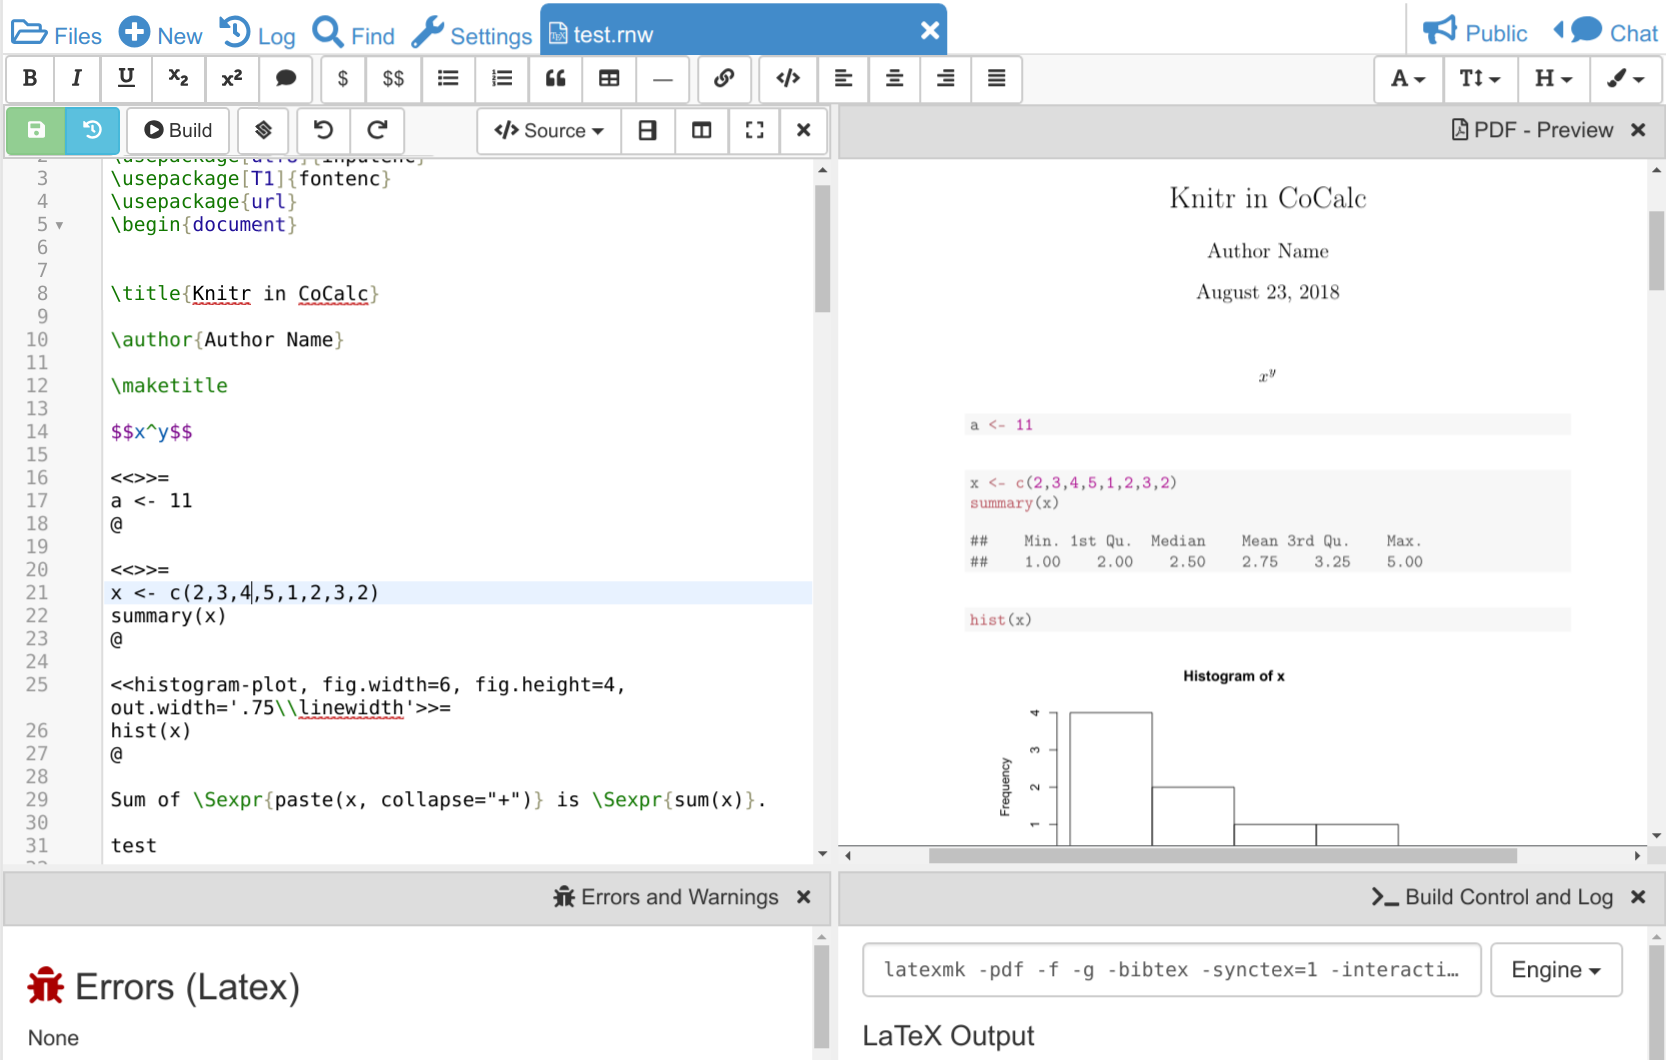 Files New Log Find Settings test.rnw Public Chat
B I U x2 x2 $ $$ — </> A T H
Build </> Source PDF - Preview
2 \usepackage[utf8]{inputenc}
3 \usepackage[T1]{fontenc}
4 \usepackage{url}
5 \begin{document}
6
7
8 \title{Knitr in CoCalc}
9
10 \author{Author Name}
11
12 \maketitle
13
14 $$x^y$$
15
16 <<>>=
17 a <- 11
18 @
19
20 <<>>=
21 x <- c(2,3,4,5,1,2,3,2)
22 summary(x)
23 @
24
25 <<histogram-plot, fig.width=6, fig.height=4,
out.width='.75\\linewidth'>>=
26 hist(x)
27 @
28
29 Sum of \Sexpr{paste(x, collapse="+")} is \Sexpr{sum(x)}.
30
31 test
Knitr in CoCalc
Author Name
August 23, 2018
x^y
a <- 11
x <- c(2,3,4,5,1,2,3,2)
summary(x)
## Min. 1st Qu. Median Mean 3rd Qu. Max.
## 1.00 2.00 2.50 2.75 3.25 5.00
hist(x)
Histogram of x
Frequency
4
3
2
1
Errors and Warnings
Errors (Latex)
None
Build Control and Log
latexmk -pdf -f -g -bibtex -synctex=1 -interacti…
Engine
LaTeX Output